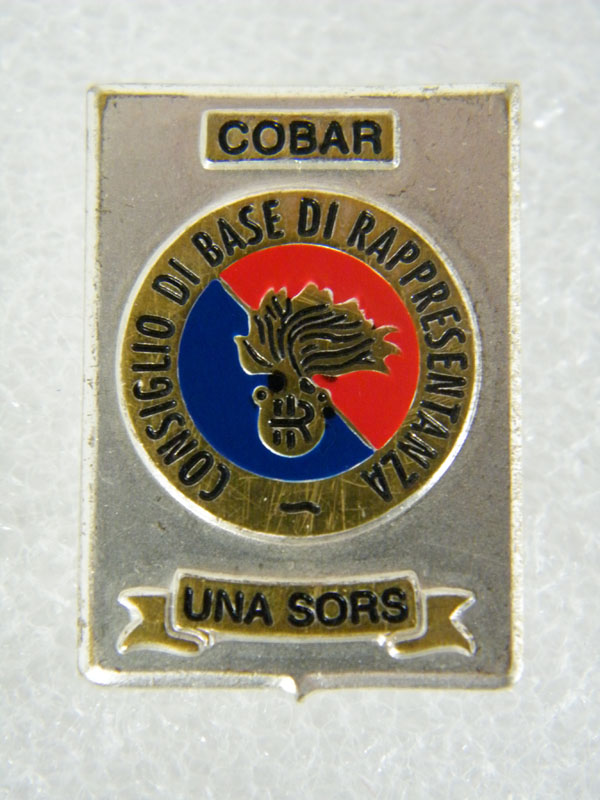 COBAR
CONSIGLIO DI BASE DI RAPPRESENTANZA
UNA SORS